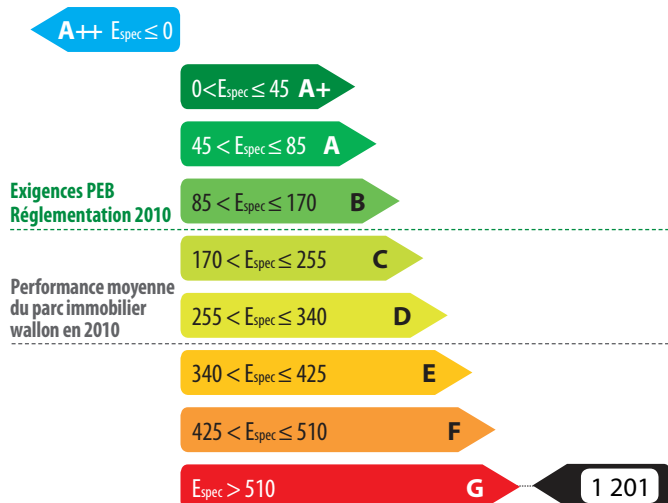 A++ Espec ≤ 0
0<Espec ≤ 45 A+
45 < Espec ≤ 85 A
Exigences PEB
Réglementation 2010
85 < Espec ≤ 170 B
170 < Espec ≤ 255 C
Performance moyenne
du parc immobilier
wallon en 2010
255 < Espec ≤ 340 D
340 < Espec ≤ 425 E
425 < Espec ≤ 510 F
Espec > 510 G
1 201